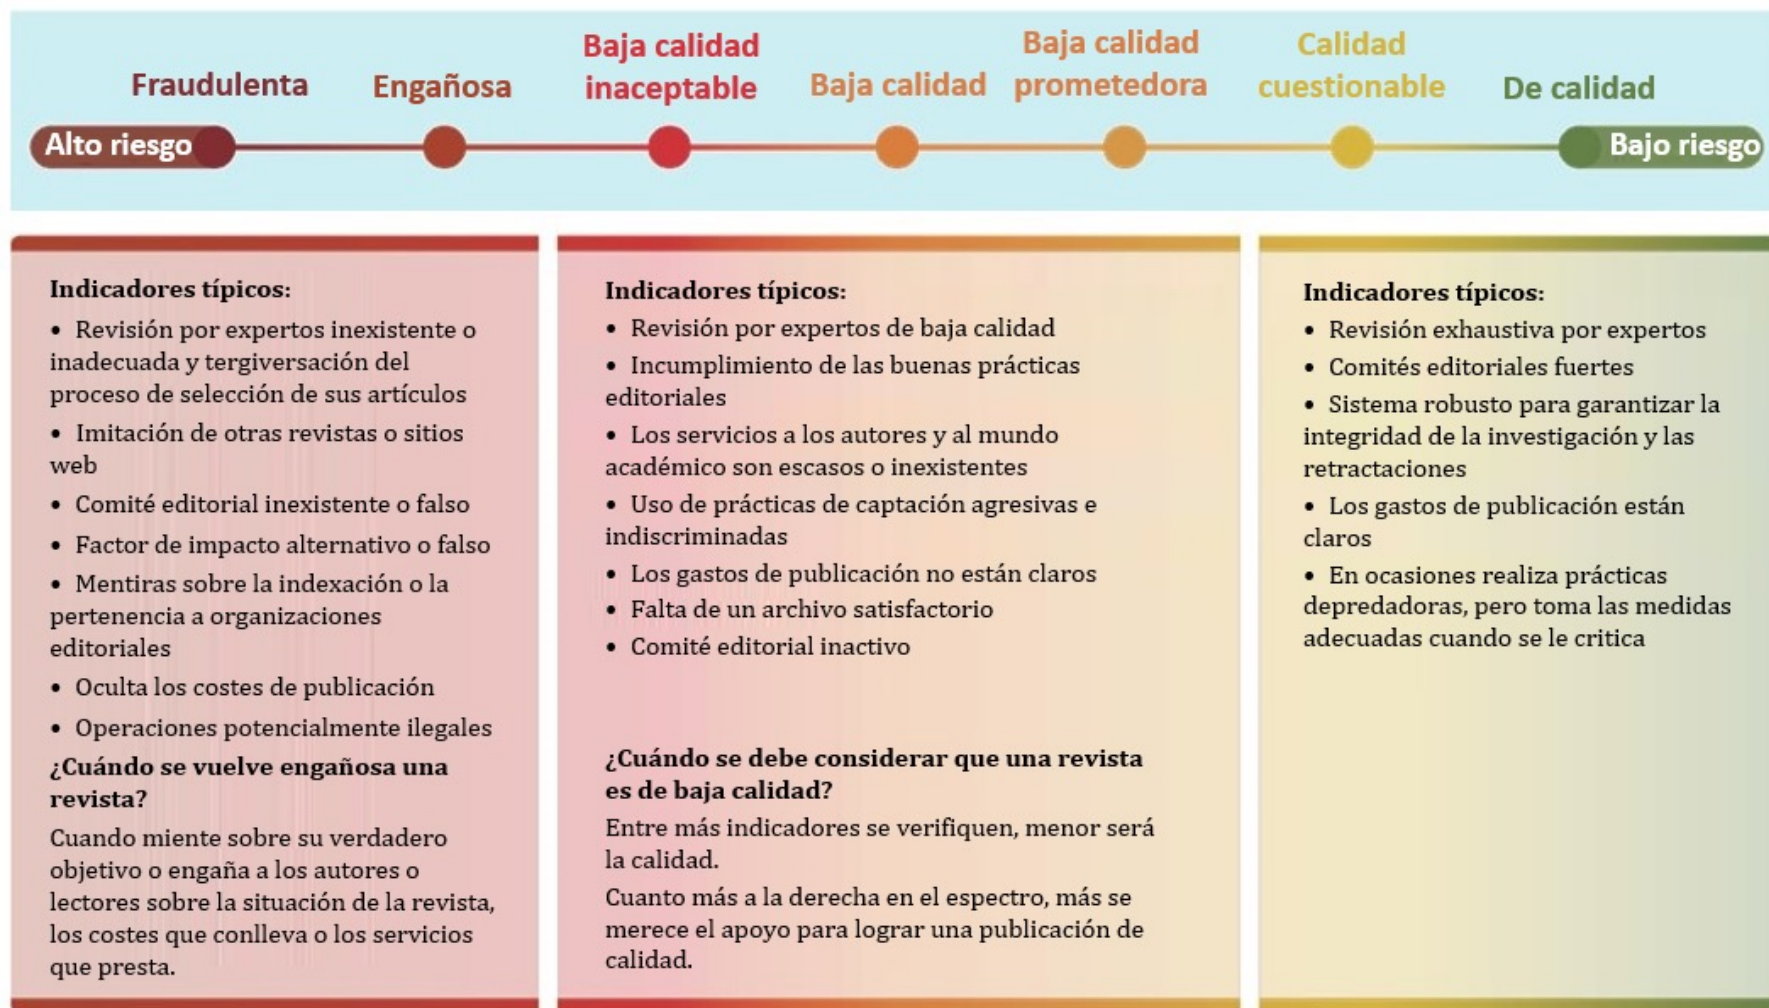 Fraudulenta
Engañosa
Baja calidad
inaceptable
Baja calidad
Baja calidad
prometedora
Calidad
cuestionable
De calidad
Alto riesgo
Bajo riesgo
Indicadores típicos:
• Revisión por expertos inexistente o
inadecuada y tergiversación del
proceso de selección de sus artículos
• Imitación de otras revistas o sitios
web
• Comité editorial inexistente o falso
• Factor de impacto alternativo o falso
• Mentiras sobre la indexación o la
pertenencia a organizaciones
editoriales
• Oculta los costes de publicación
• Operaciones potencialmente ilegales
¿Cuándo se vuelve engañosa una
revista?
Cuando miente sobre su verdadero
objetivo o engaña a los autores o
lectores sobre la situación de la revista,
los costes que conlleva o los servicios
que presta.
Indicadores típicos:
• Revisión por expertos de baja calidad
• Incumplimiento de las buenas prácticas
editoriales
• Los servicios a los autores y al mundo
académico son escasos o inexistentes
• Uso de prácticas de captación agresivas e
indiscriminadas
• Los gastos de publicación no están claros
• Falta de un archivo satisfactorio
• Comité editorial inactivo
¿Cuándo se debe considerar que una revista
es de baja calidad?
Entre más indicadores se verifiquen, menor será
la calidad.
Cuanto más a la derecha en el espectro, más se
merece el apoyo para lograr una publicación de
calidad.
Indicadores típicos:
• Revisión exhaustiva por expertos
• Comités editoriales fuertes
• Sistema robusto para garantizar la
integridad de la investigación y las
retractaciones
• Los gastos de publicación están
claros
• En ocasiones realiza prácticas
depredadoras, pero toma las medidas
adecuadas cuando se le critica